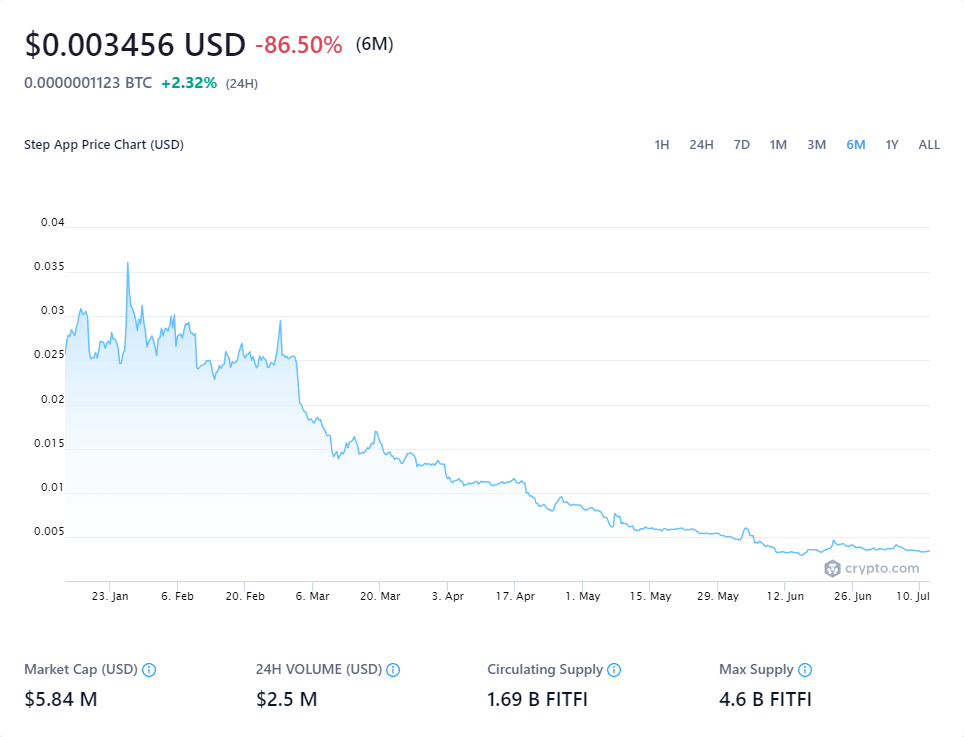 $0.003456 USD -86.50% (6M)
0.0000001123 BTC +2.32% (24H)
Step App Price Chart (USD) 1H 24H 7D 1M 3M 6M 1Y ALL
0.04
0.035
0.03
0.025
0.02
0.015
0.01
0.005
crypto.com
23. Jan 6. Feb 20. Feb 6. Mar 20. Mar 3. Apr 17. Apr 1. May 15. May 29. May 12. Jun 26. Jun 10. Jul
Market Cap (USD) 24H VOLUME (USD) Circulating Supply Max Supply
$5.84 M $2.5 M 1.69 B FITFI 4.6 B FITFI